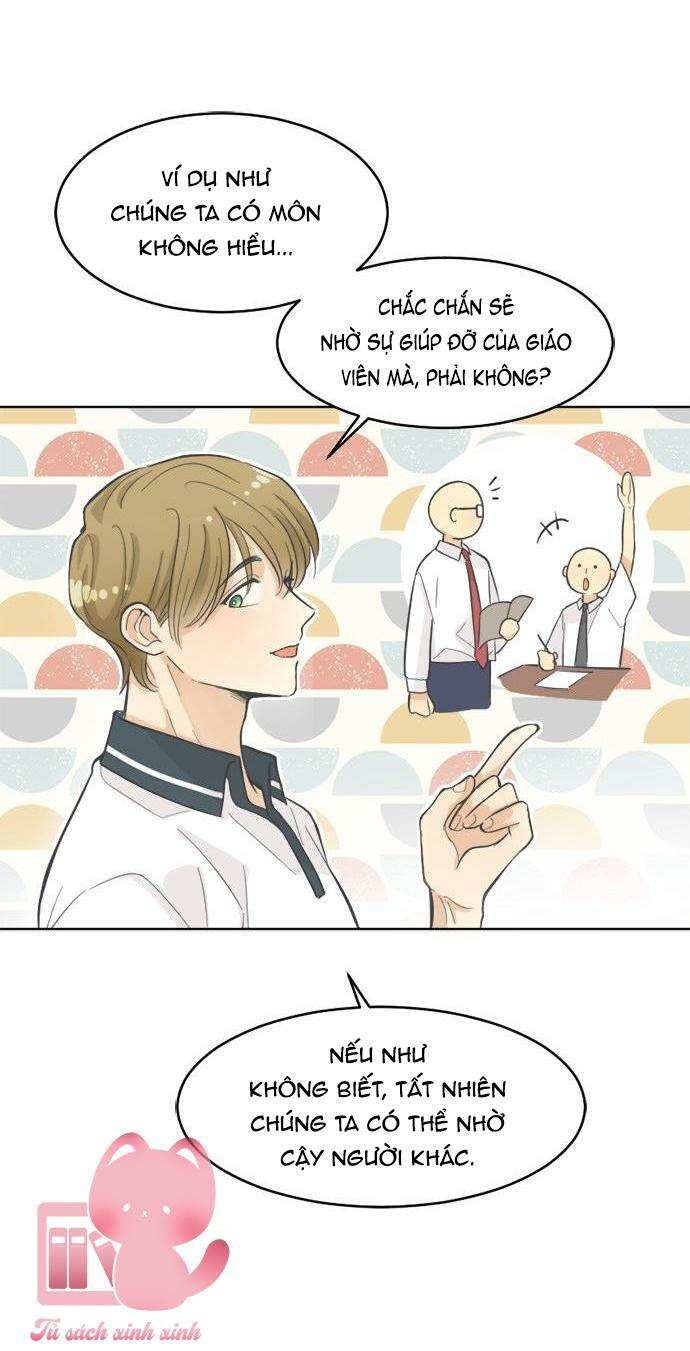 VÍ DỤ NHƯ
CHÚNG TA CÓ MÔN
KHÔNG HIỂU...
CHẮC CHẮN SẼ
NHỜ SỰ GIÚP ĐỠ CỦA GIÁO
VIÊN MÀ, PHẢI KHÔNG?
NẾU NHƯ
KHÔNG BIẾT, TẤT NHIÊN
CHÚNG TA CÓ THỂ NHỜ
CẬY NGƯỜI KHÁC.
Tủ sách xinh xinh